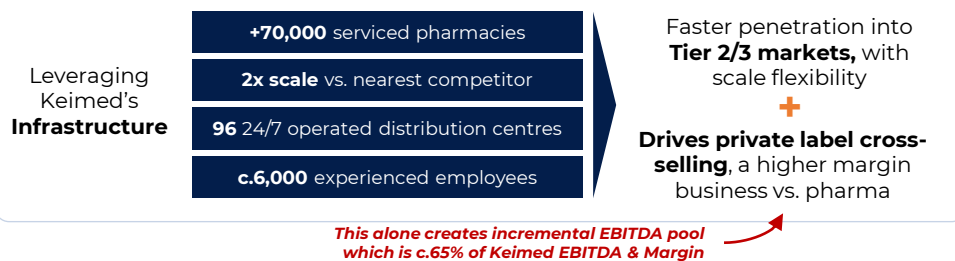 Leveraging
Keimed’s
Infrastructure
+70,000 serviced pharmacies
2x scale vs. nearest competitor
96 24/7 operated distribution centres
c.6,000 experienced employees
Faster penetration into
Tier 2/3 markets, with
scale flexibility
+
Drives private label cross-
selling, a higher margin
business vs. pharma
This alone creates incremental EBITDA pool
which is c.65% of Keimed EBITDA & Margin